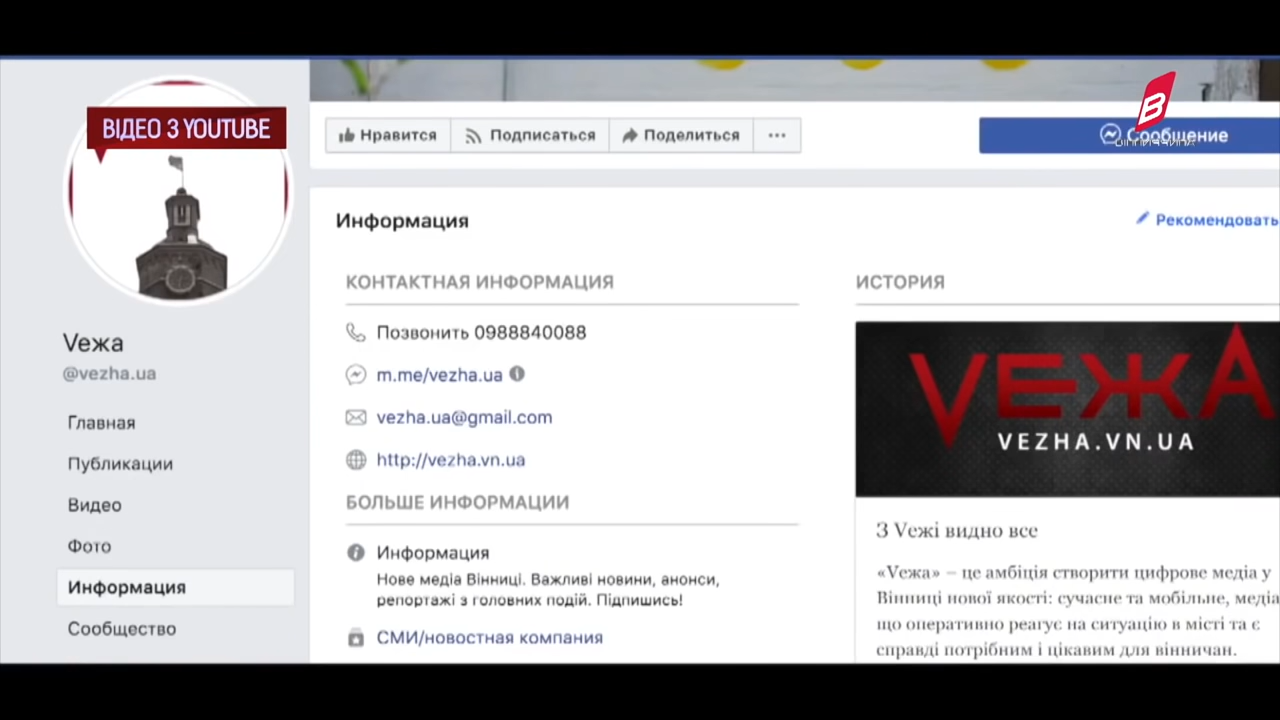 ВІДЕО З YOUTUBE
Vежа
@vezha.ua
Главная
Публикации
Видео
Фото
Информация
Сообщество
Нравится
Подписаться
Поделиться
Сообщение
B
Информация
Рекомендовать
КОНТАКТНАЯ ИНФОРМАЦИЯ
Позвонить 0988840088
m.me/vezha.ua
vezha.ua@gmail.com
http://vezha.vn.ua
БОЛЬШЕ ИНФОРМАЦИИ
Информация
Нове медіа Вінниці. Важливі новини, анонси,
репортажі з головних подій. Підпишись!
СМИ/новостная компания
ИСТОРИЯ
VЕЖА
VEZHA.VN.UA
З Vежі видно все
«Vежа» – це амбіція створити цифрове медіа у
Вінниці нової якості: сучасне та мобільне, медіа
що оперативно реагує на ситуацію в місті та є
справді потрібним і цікавим для вінничан.